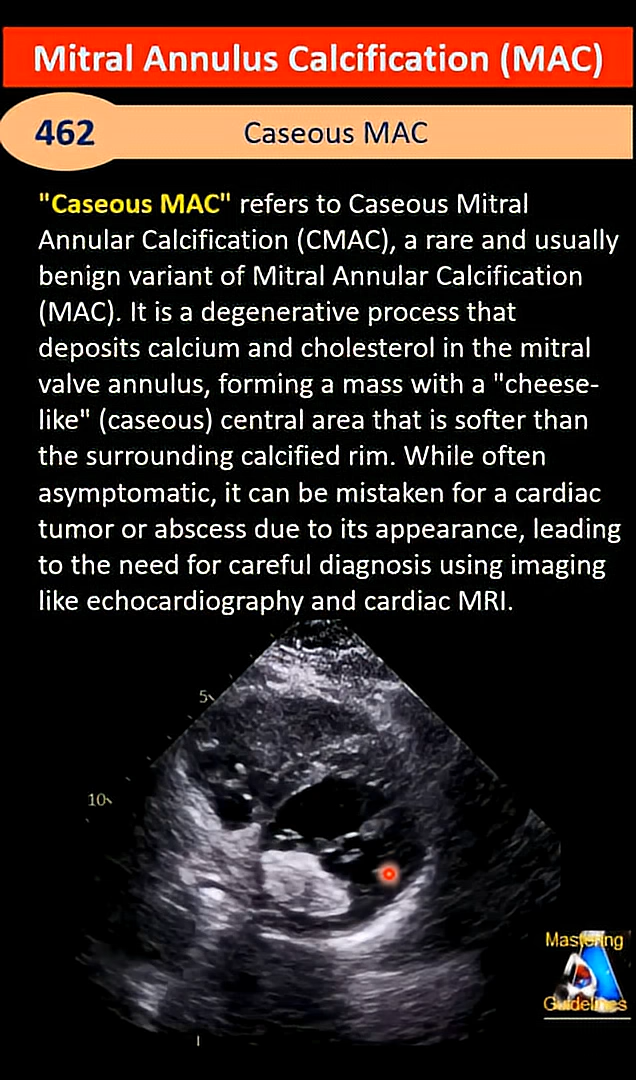 Mitral Annulus Calcification (MAC)
462
Caseous MAC
"Caseous MAC" refers to Caseous Mitral
Annular Calcification (CMAC), a rare and usually
benign variant of Mitral Annular Calcification
(MAC). It is a degenerative process that
deposits calcium and cholesterol in the mitral
valve annulus, forming a mass with a "cheese-
like" (caseous) central area that is softer than
the surrounding calcified rim. While often
asymptomatic, it can be mistaken for a cardiac
tumor or abscess due to its appearance, leading
to the need for careful diagnosis using imaging
like echocardiography and cardiac MRI.
5
10
Mastering
Guidelines